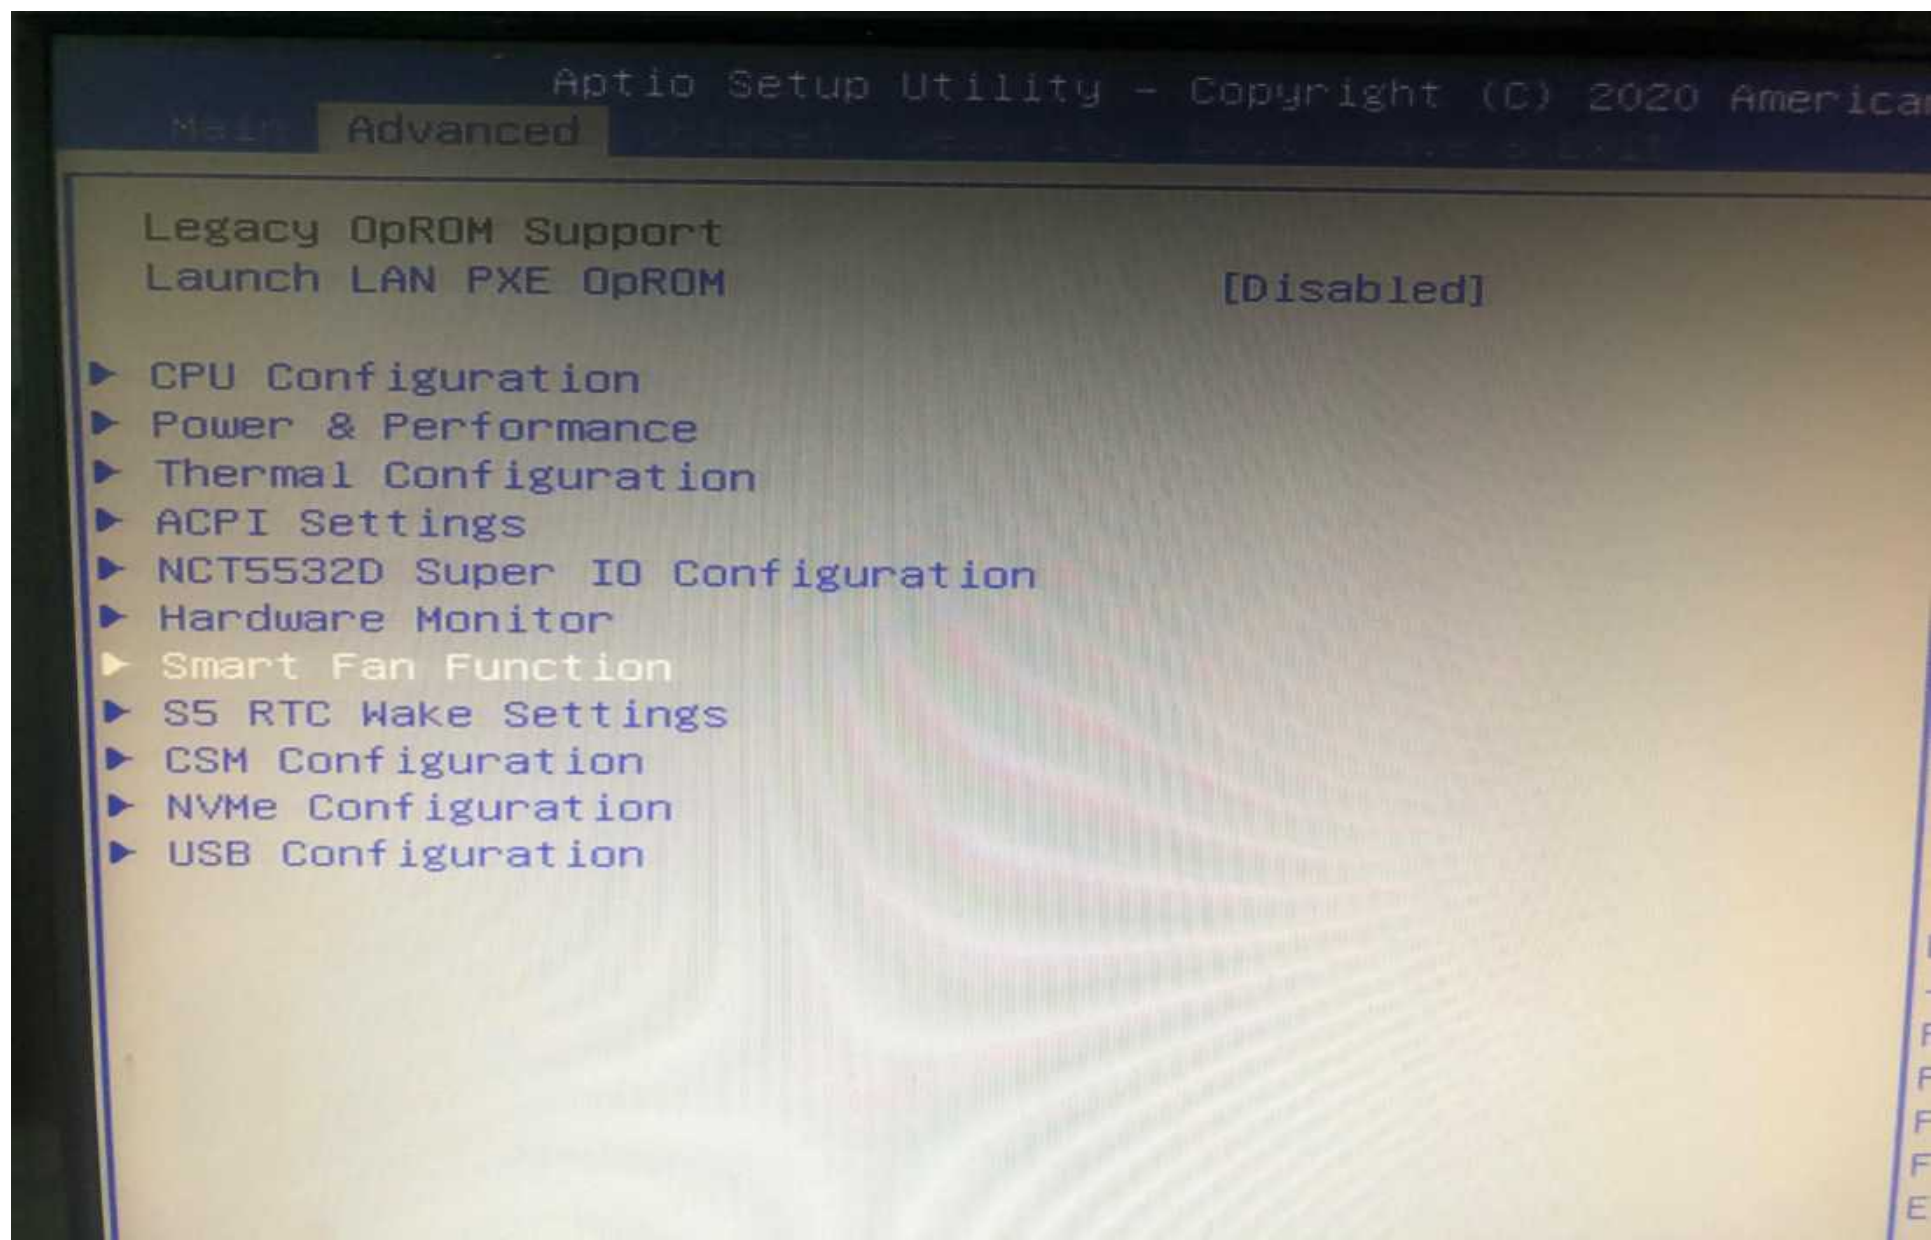 Aptio Setup Utility - Copyright (C) 2020 American
Main Advanced
Legacy OpROM Support
Launch LAN PXE OpROM [Disabled]
► CPU Configuration
► Power & Performance
► Thermal Configuration
► ACPI Settings
► NCT5532D Super IO Configuration
► Hardware Monitor
► Smart Fan Function
► S5 RTC Wake Settings
► CSM Configuration
► NVMe Configuration
► USB Configuration